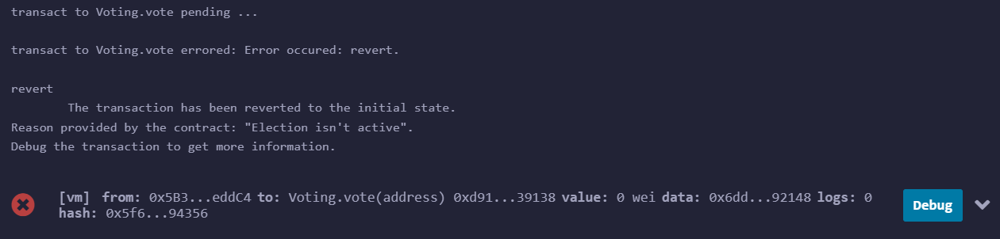 transact to Voting.vote pending ...
transact to Voting.vote errored: Error occured: revert.
revert
The transaction has been reverted to the initial state.
Reason provided by the contract: "Election isn't active".
Debug the transaction to get more information.
[vm] from: 0x5B3...eddC4 to: Voting.vote(address) 0xd91...39138 value: 0 wei data: 0x6dd...92148 logs: 0
hash: 0x5f6...94356
Debug